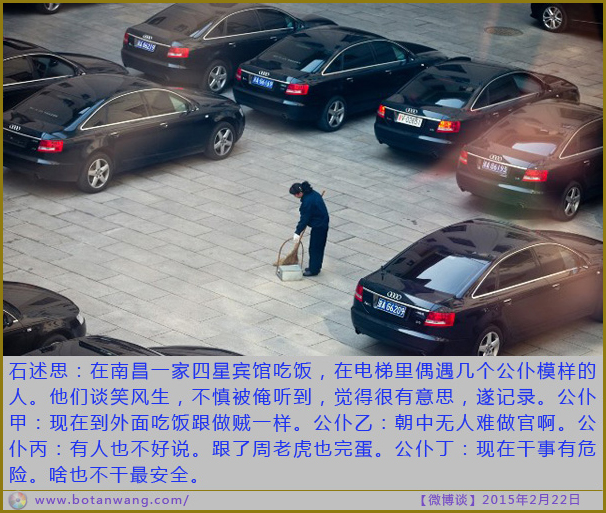 石述思：在南昌一家四星宾馆吃饭，在电梯里偶遇几个公仆模样的
人。他们谈笑风生，不慎被俺听到，觉得很有意思，遂记录。公仆
甲：现在到外面吃饭跟做贼一样。公仆乙：朝中无人难做官啊。公
仆丙：有人也不好说。跟了周老虎也完蛋。公仆丁：现在干事有危
险。啥也不干最安全。
www.botanwang.com/ 【微博谈】2015年2月22日